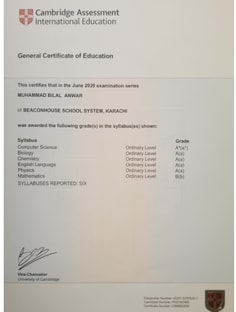 Cambridge Assessment
International Education
General Certificate of Education
This certifies that in the June 2020 examination series
MUHAMMAD BILAL ANWAR
of BEACONHOUSE SCHOOL SYSTEM, KARACHI
was awarded the following grade(s) in the syllabus(es) shown:
Syllabus Grade
Computer Science Ordinary Level A*(a*)
Biology Ordinary Level A(a)
Chemistry Ordinary Level A(a)
English Language Ordinary Level A(a)
Physics Ordinary Level A(a)
Mathematics Ordinary Level B(b)
SYLLABUSES REPORTED :SIX
Vice-Chancellor
University of Cambridge